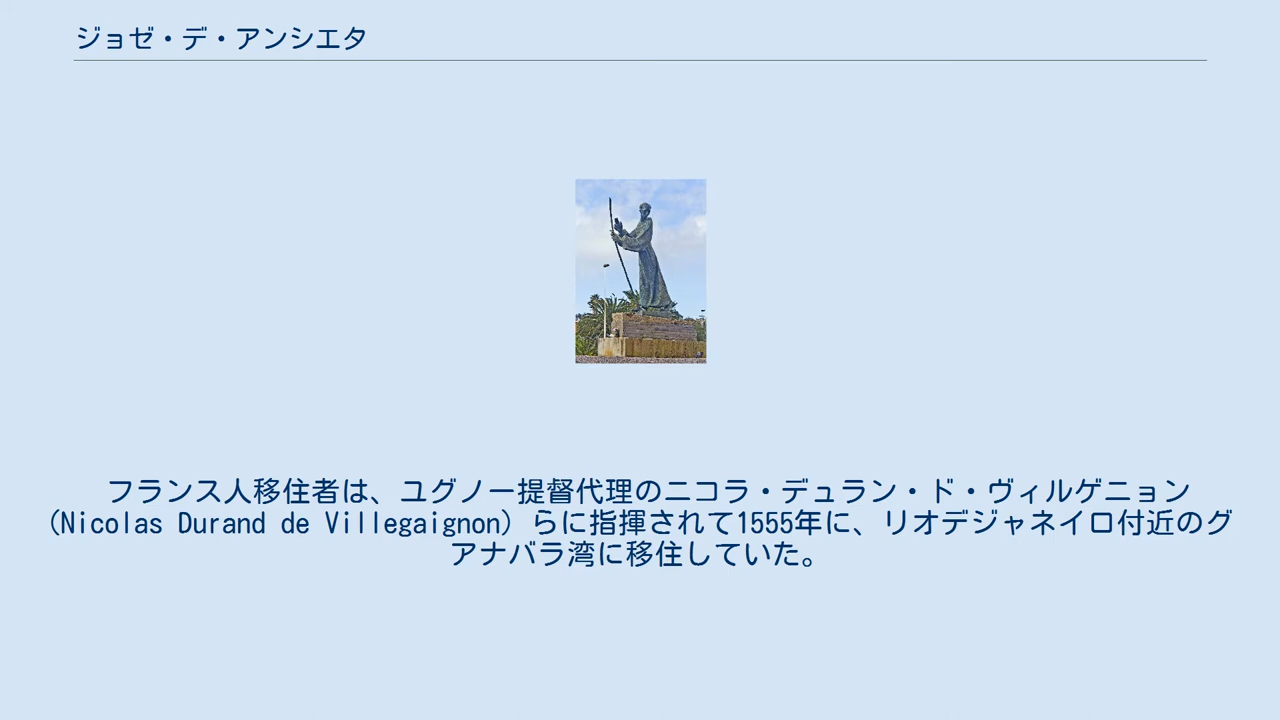 ジョゼ・デ・アンシエタ
フランス人移住者は、ユグノー提督代理のニコラ・デュラン・ド・ヴィルゲニョン
(Nicolas Durand de Villegaignon) らに指揮されて1555年に、リオデジャネイロ付近のグ
アナバラ湾に移住していた。